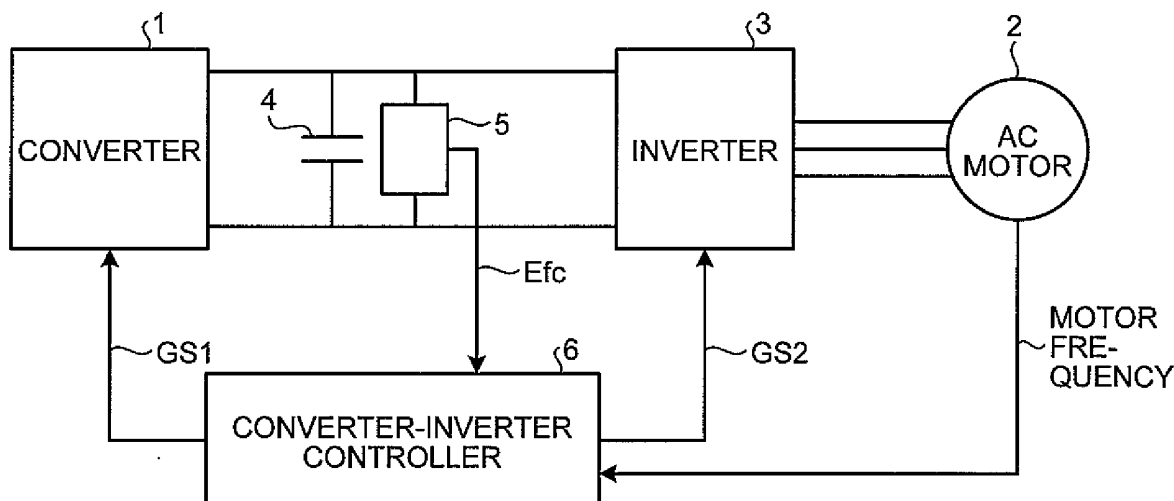 1
3
2
4
5
CONVERTER
INVERTER
AC
MOTOR
Efc
GS1
6
GS2
MOTOR
FRE-
QUENCY
CONVERTER-INVERTER
CONTROLLER